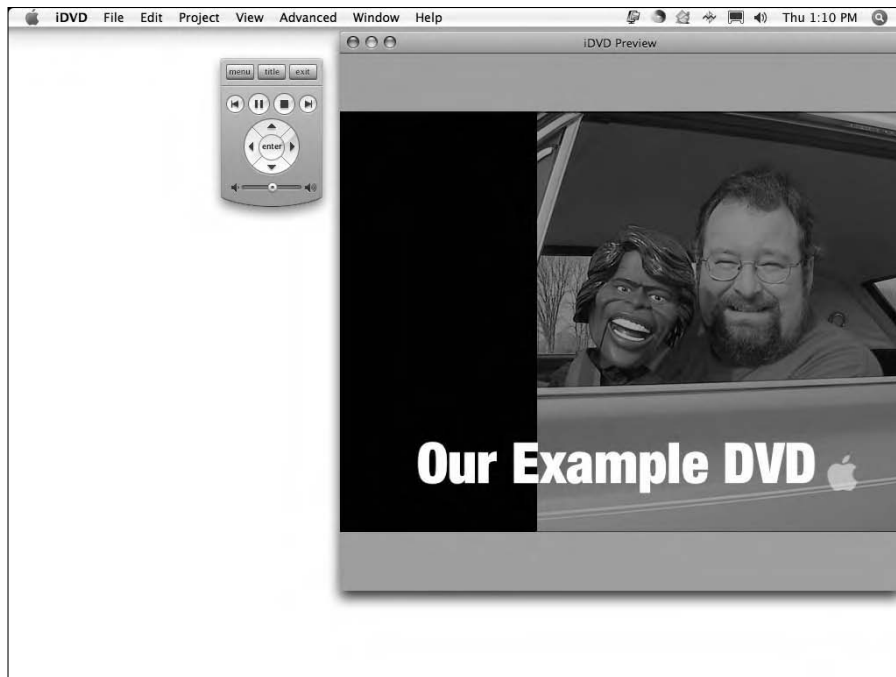 iDVD File Edit Project View Advanced Window Help Thu 1:10 PM
iDVD Preview
menu title exit
enter
Our Example DVD